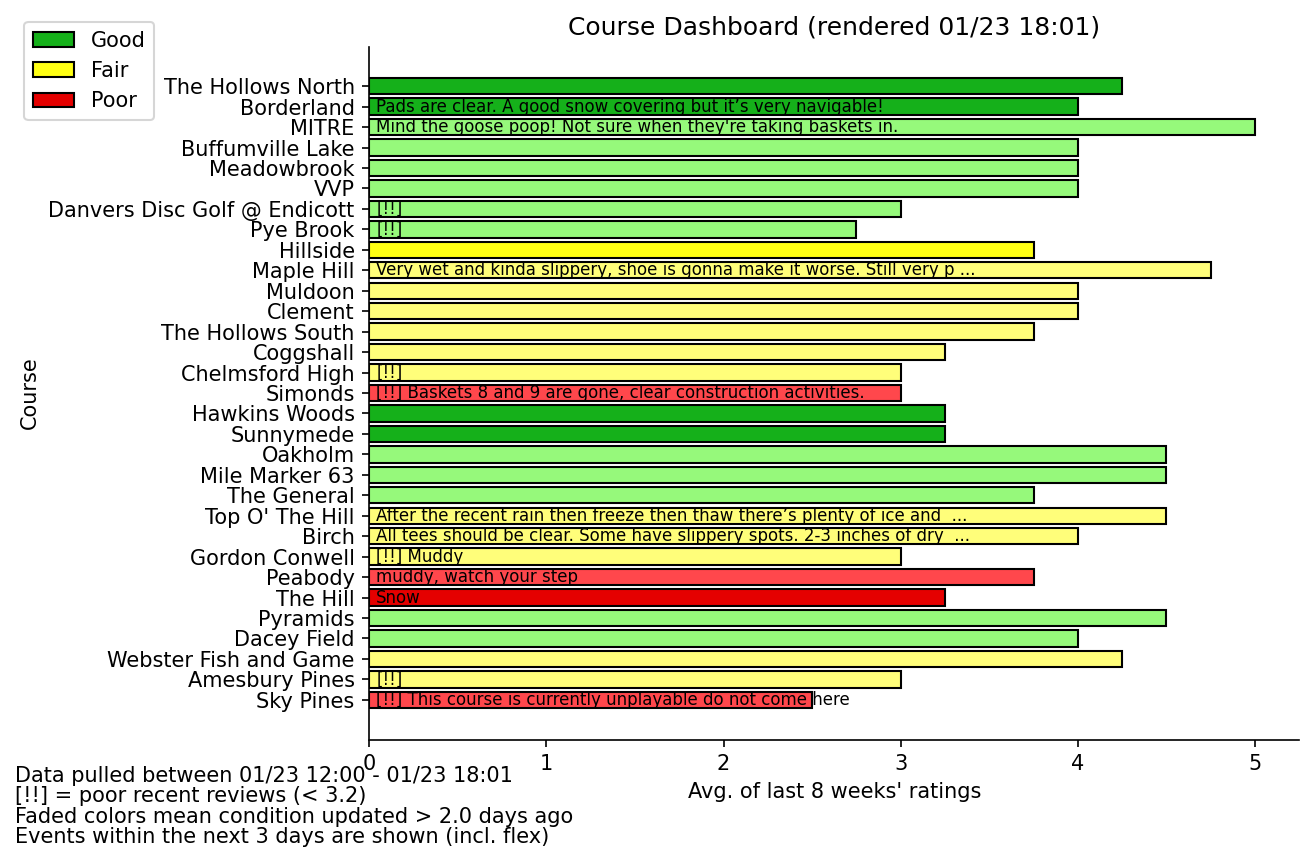 Course Dashboard (rendered 01/23 18:01)
Good
Fair
Poor
The Hollows North
Borderland Pads are clear. A good snow covering but it’s very navigable!
MITRE Mind the goose poop! Not sure when they're taking baskets in.
Buffumville Lake
Meadowbrook
VVP
Danvers Disc Golf @ Endicott [!!]
Pye Brook [!!]
Hillside
Maple Hill Very wet and kinda slippery, shoe is gonna make it worse. Still very p ...
Muldoon
Clement
The Hollows South
Coggshall
Chelmsford High [!!]
Simonds [!!] Baskets 8 and 9 are gone, clear construction activities.
Hawkins Woods
Sunnymede
Oakholm
Mile Marker 63
The General
Top O' The Hill After the recent rain then freeze then thaw there’s plenty of ice and ...
Birch All tees should be clear. Some have slippery spots. 2-3 inches of dry ...
Gordon Conwell [!!] Muddy
Peabody muddy, watch your step
The Hill Snow
Pyramids
Dacey Field
Webster Fish and Game
Amesbury Pines [!!]
Sky Pines [!!] This course is currently unplayable do not come here
Course
0 1 2 3 4 5
Avg. of last 8 weeks' ratings
Data pulled between 01/23 12:00 - 01/23 18:01
[!!] = poor recent reviews (< 3.2)
Faded colors mean condition updated > 2.0 days ago
Events within the next 3 days are shown (incl. flex)